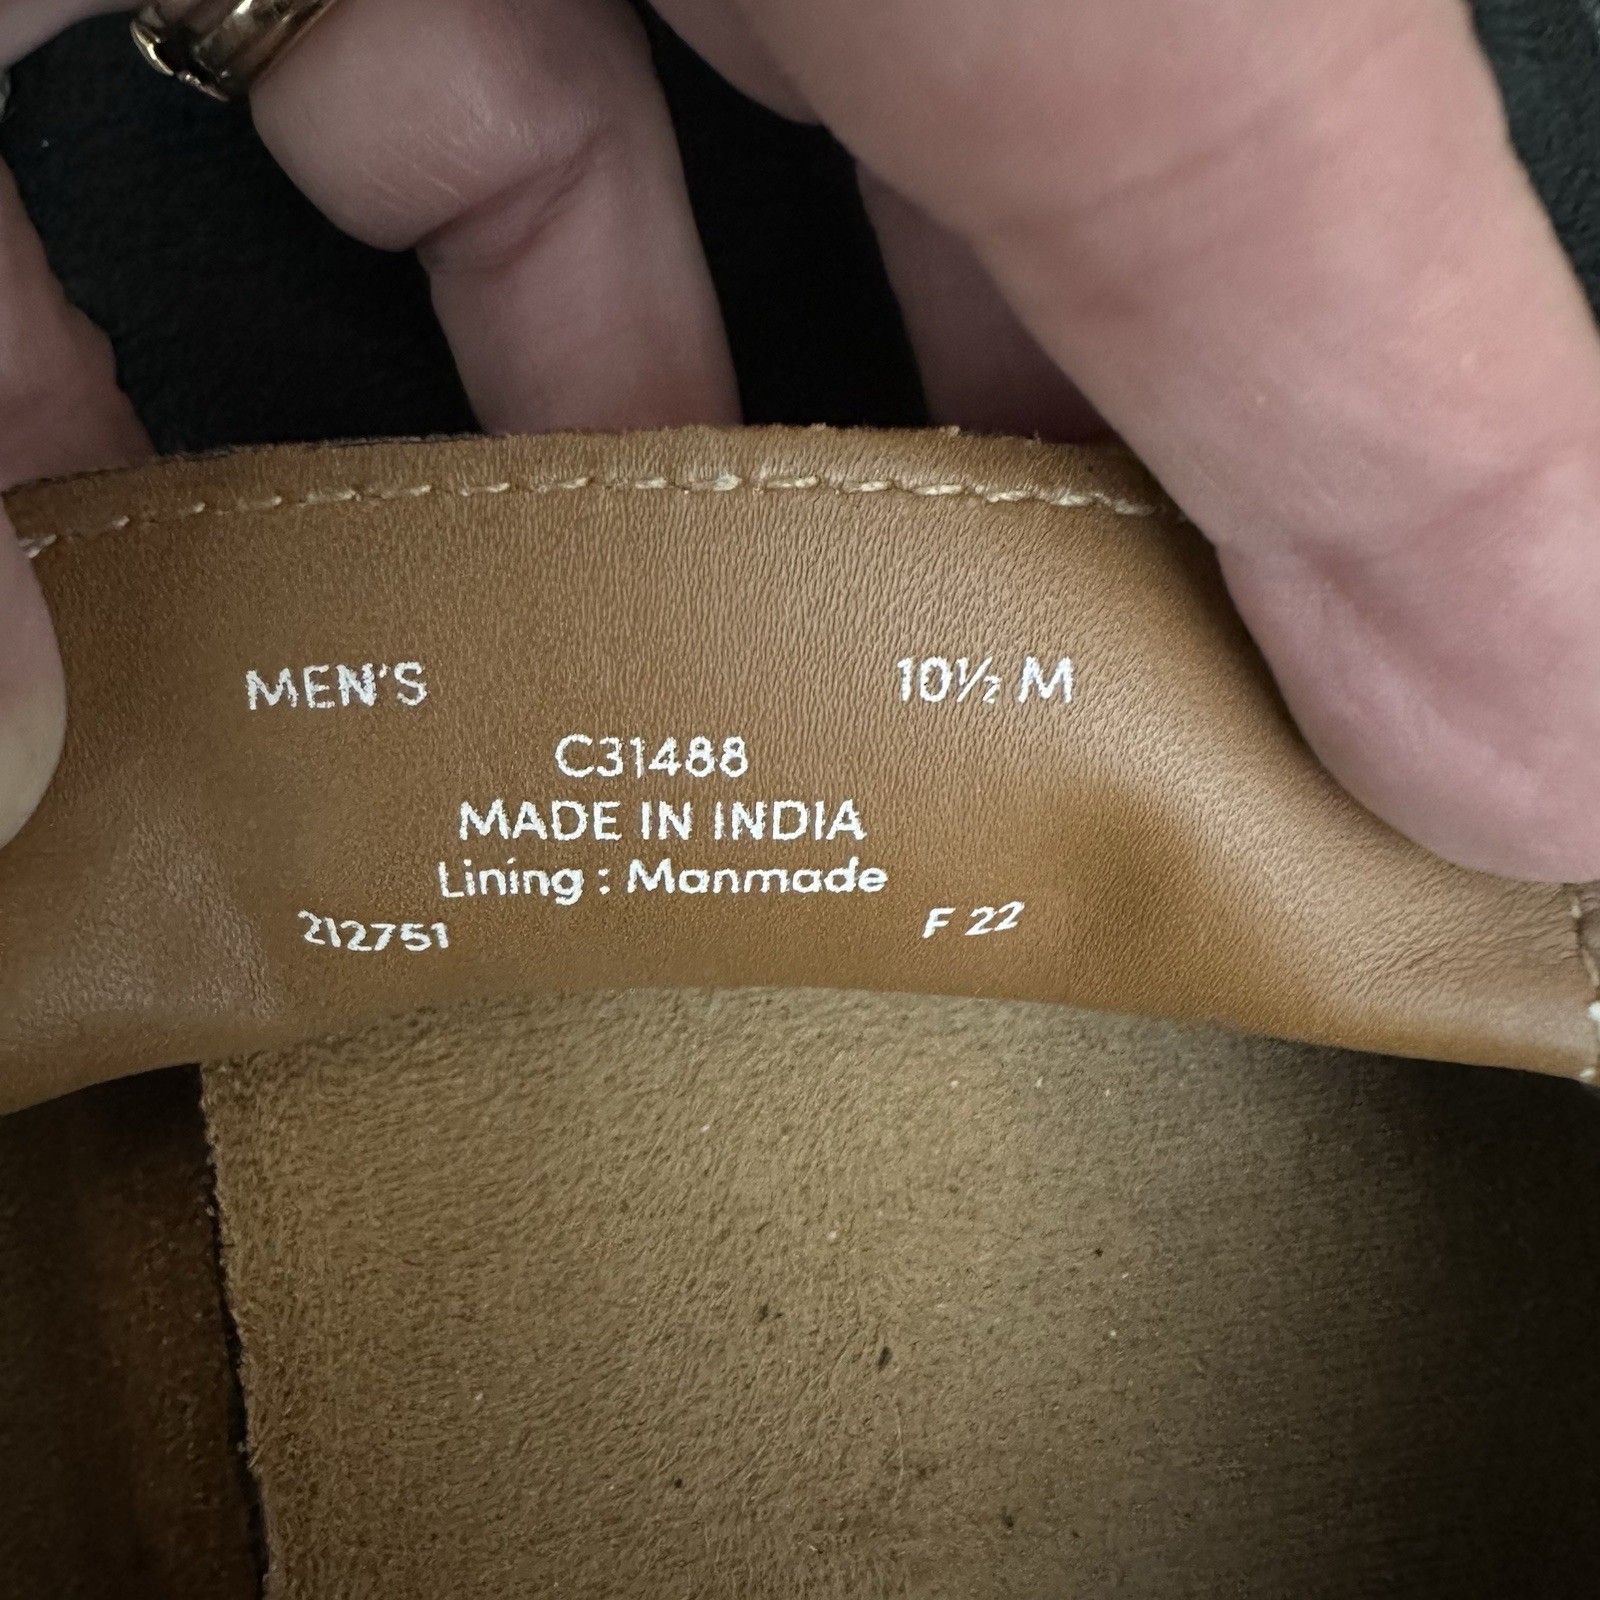 MEN'S 10½ M
C31488
MADE IN INDIA
Lining : Manmade
212751 F 22